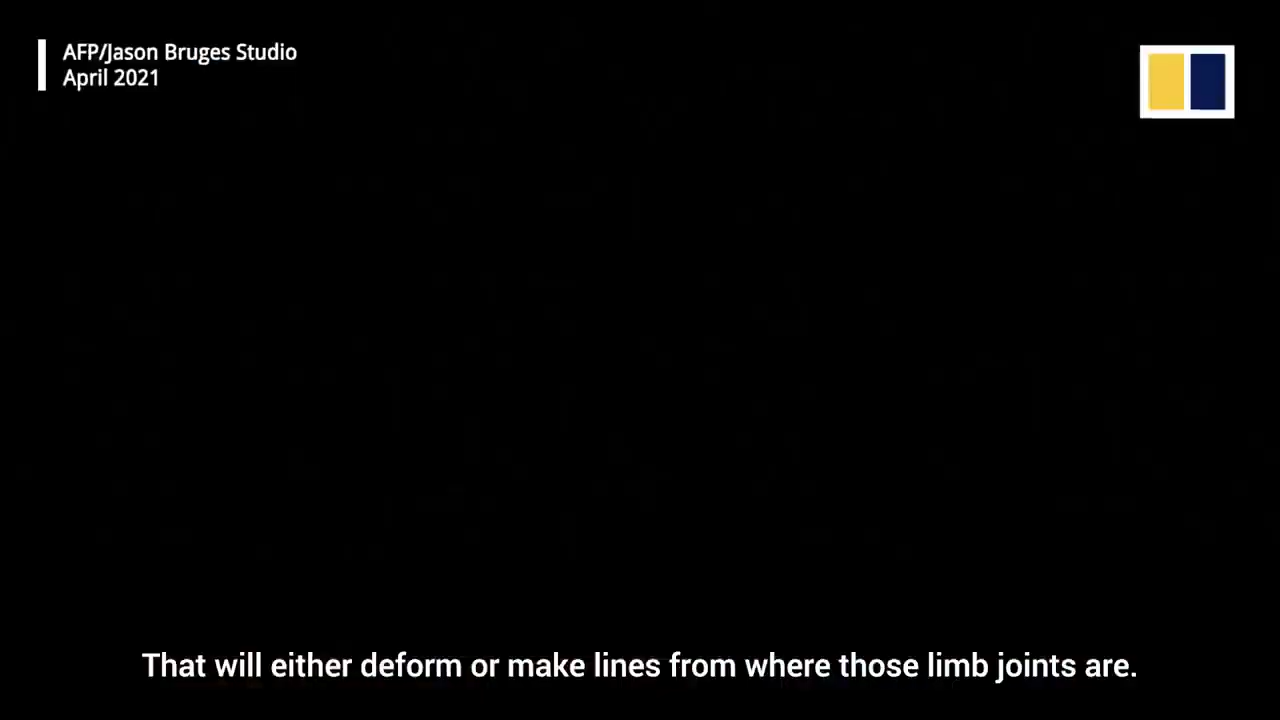 AFP/Jason Bruges Studio
April 2021
That will either deform or make lines from where those limb joints are.